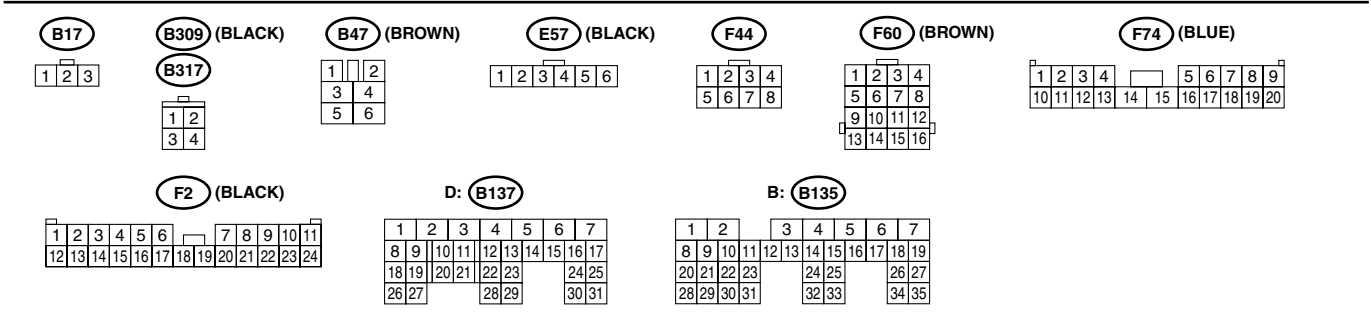 B17
1 2 3
B309 (BLACK)
B317
1 2
3 4
B47 (BROWN)
1 2
3 4
5 6
E57 (BLACK)
1 2 3 4 5 6
F44
1 2 3 4
5 6 7 8
F60 (BROWN)
1 2 3 4
5 6 7 8
9 10 11 12
13 14 15 16
F74 (BLUE)
1 2 3 4 5 6 7 8 9
10 11 12 13 14 15 16 17 18 19 20
F2 (BLACK)
1 2 3 4 5 6 7 8 9 10 11
12 13 14 15 16 17 18 19 20 21 22 23 24
D: B137
1 2 3 4 5 6 7
8 9 10 11 12 13 14 15 16 17
18 19 20 21 22 23 24 25
26 27 28 29 30 31
B: B135
1 2 3 4 5 6 7
8 9 10 11 12 13 14 15 16 17 18 19
20 21 22 23 24 25 26 27
28 29 30 31 32 33 34 35